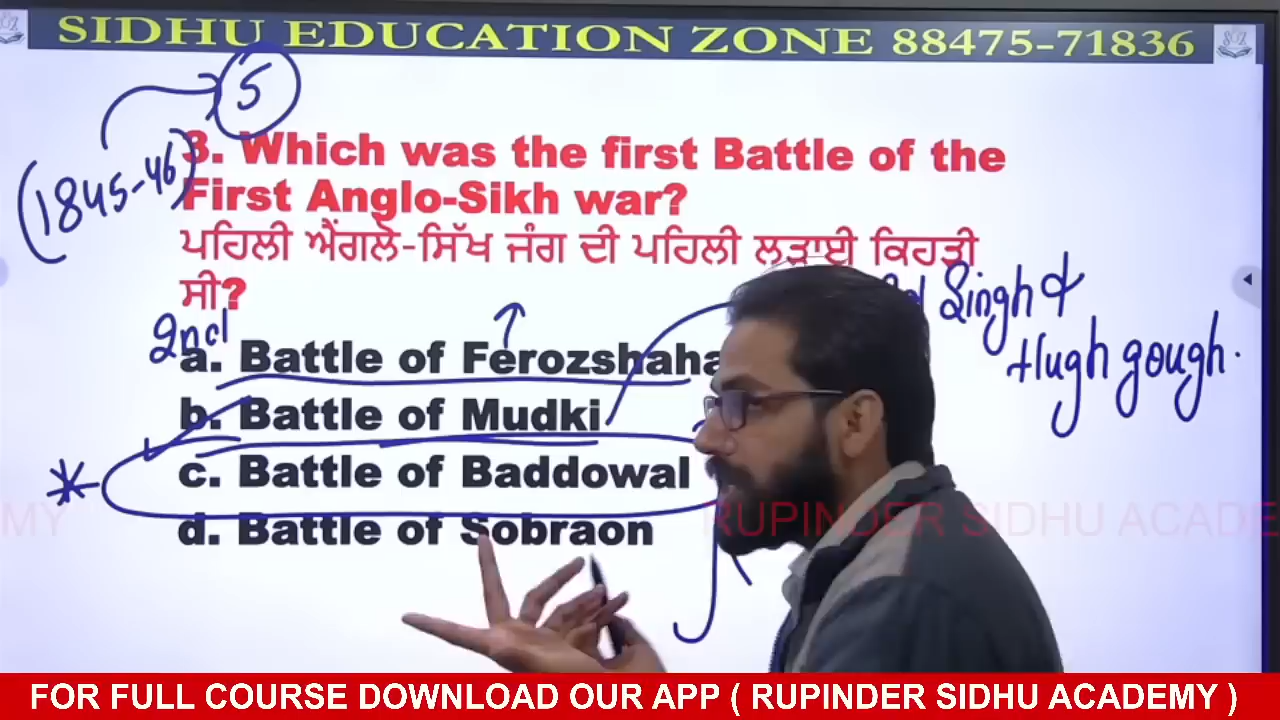 SIDHU EDUCATION ZONE 88475-71836
5
(1845-46)
3. Which was the first Battle of the
First Anglo-Sikh war?
ਪਹਿਲੀ ਐਂਗਲੋ-ਸਿੱਖ ਜੰਗ ਦੀ ਪਹਿਲੀ ਲੜਾਈ ਕਿਹੜੀ
ਸੀ?
Singh &
Hugh gough.
2nd
a. Battle of Ferozshaha
b. Battle of Mudki
c. Battle of Baddowal
d. Battle of Sobraon
MY
RUPINDER SIDHU ACADE
FOR FULL COURSE DOWNLOAD OUR APP ( RUPINDER SIDHU ACADEMY )